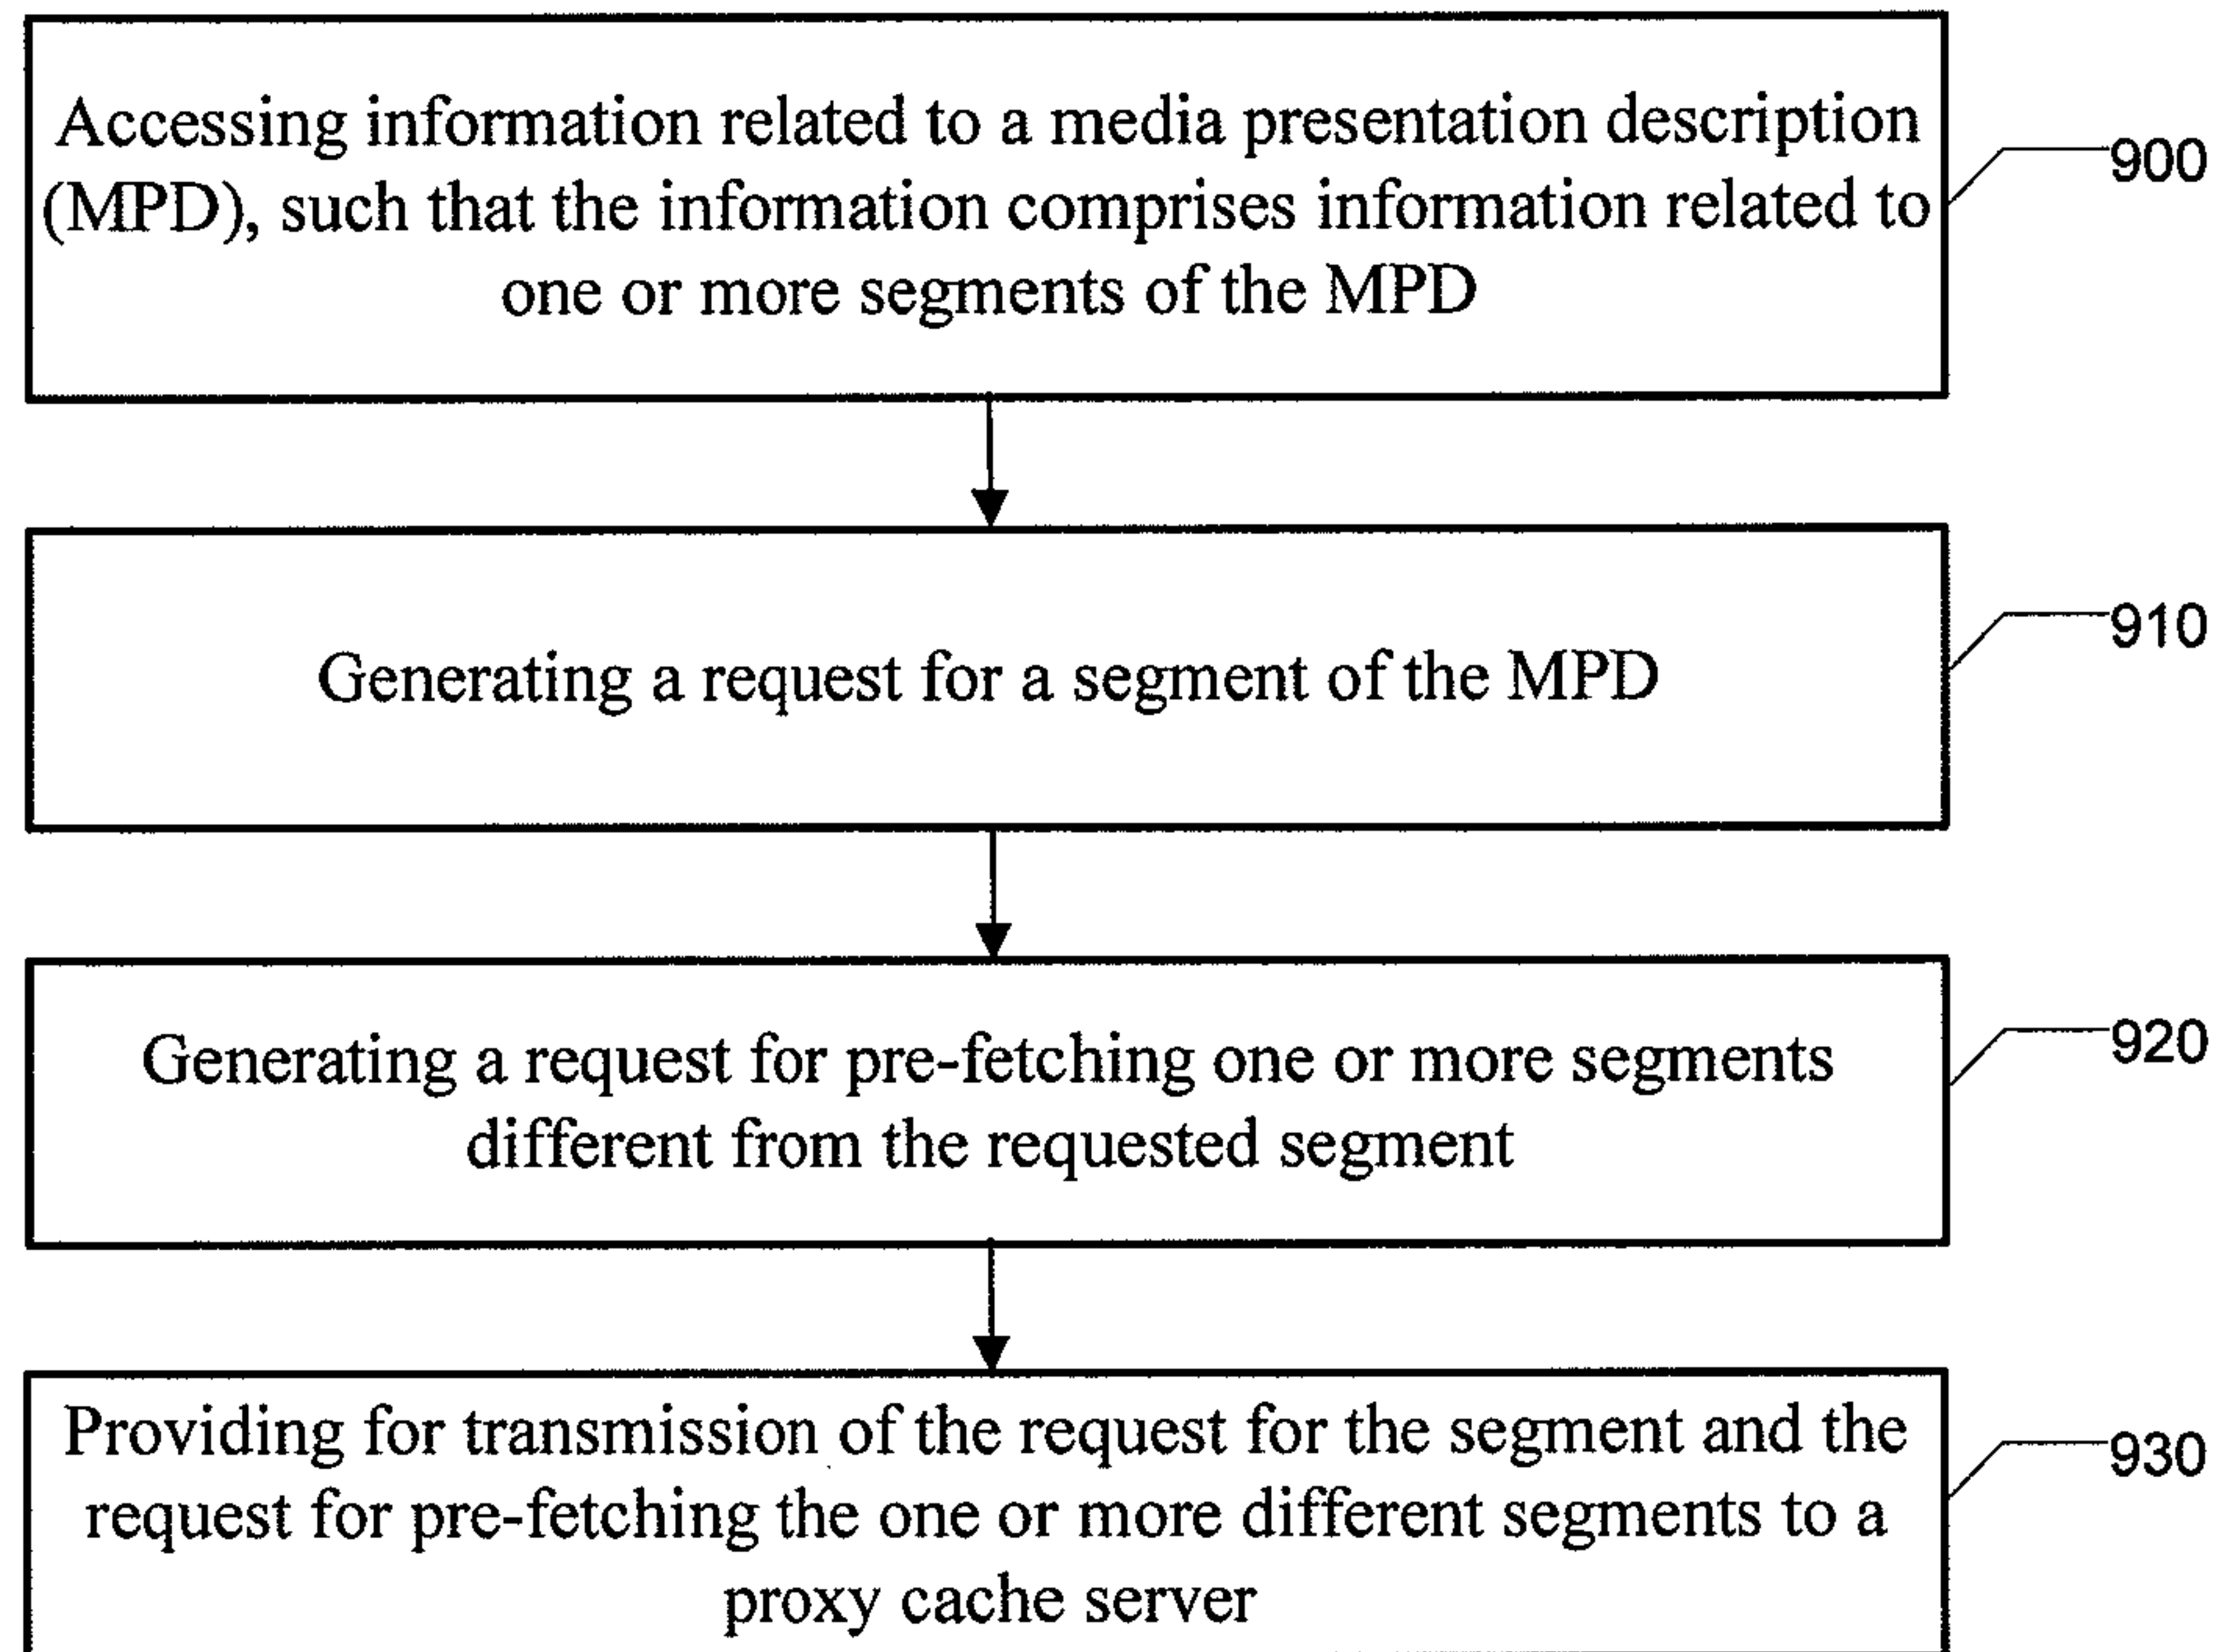 Accessing information related to a media presentation description
(MPD), such that the information comprises information related to
one or more segments of the MPD
900
Generating a request for a segment of the MPD
910
Generating a request for pre-fetching one or more segments
different from the requested segment
920
Providing for transmission of the request for the segment and the
request for pre-fetching the one or more different segments to a
proxy cache server
930